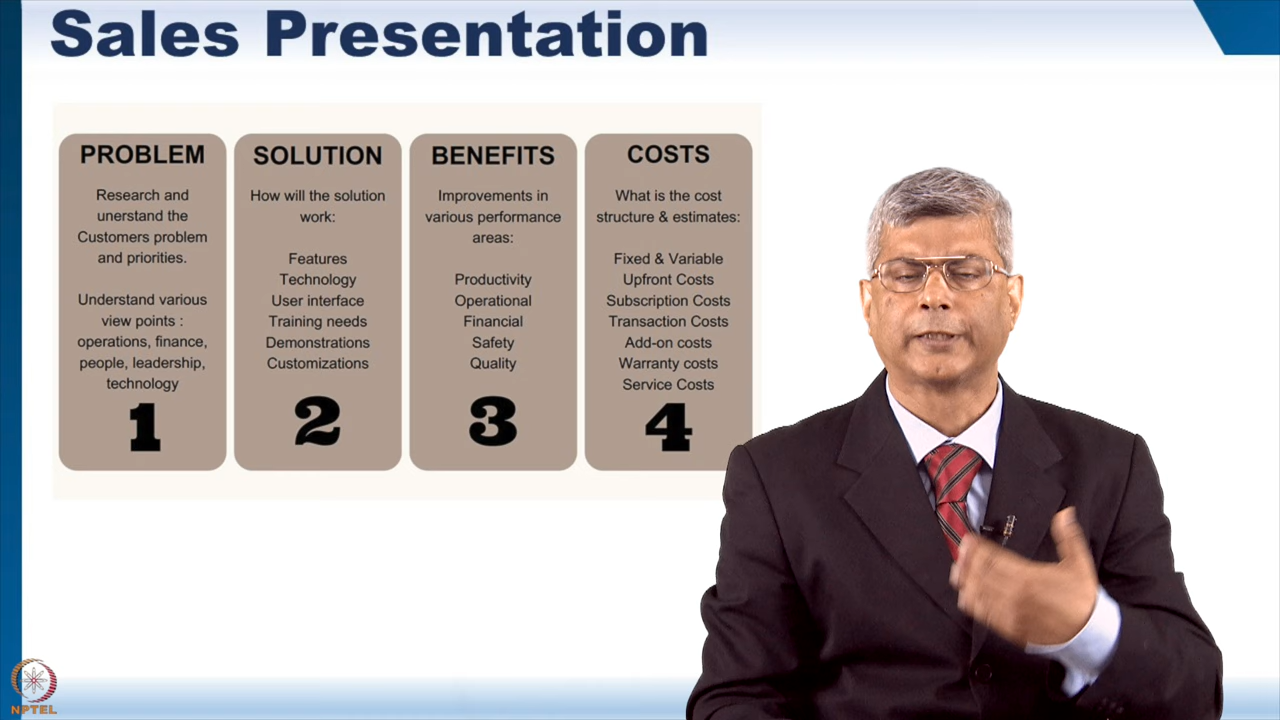 Sales Presentation
PROBLEM
Research and
unerstand the
Customers problem
and priorities.
Understand various
view points :
operations, finance,
people, leadership,
technology
1
SOLUTION
How will the solution
work:
Features
Technology
User interface
Training needs
Demonstrations
Customizations
2
BENEFITS
Improvements in
various performance
areas:
Productivity
Operational
Financial
Safety
Quality
3
COSTS
What is the cost
structure & estimates:
Fixed & Variable
Upfront Costs
Subscription Costs
Transaction Costs
Add-on costs
Warranty costs
Service Costs
4
NPTEL